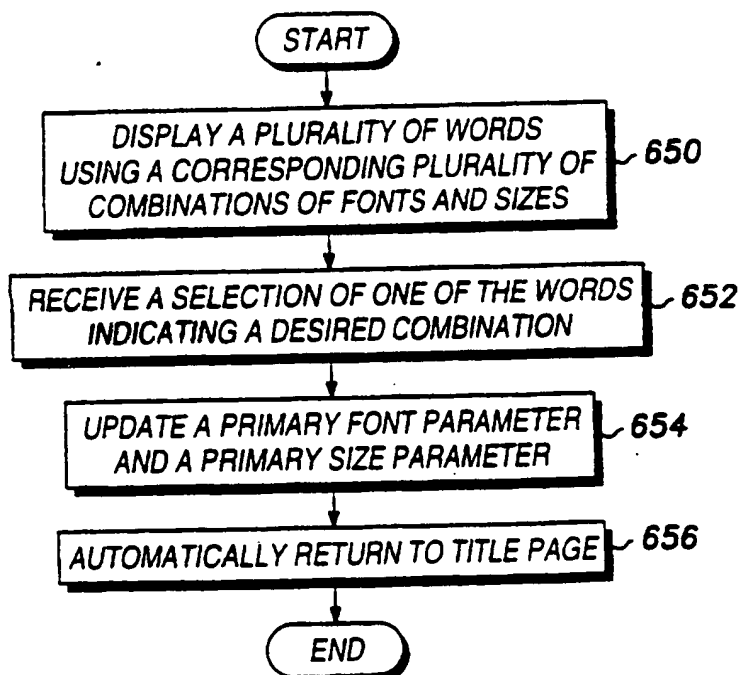 START
DISPLAY A PLURALITY OF WORDS
USING A CORRESPONDING PLURALITY OF
COMBINATIONS OF FONTS AND SIZES
650
RECEIVE A SELECTION OF ONE OF THE WORDS
INDICATING A DESIRED COMBINATION
652
UPDATE A PRIMARY FONT PARAMETER
AND A PRIMARY SIZE PARAMETER
654
AUTOMATICALLY RETURN TO TITLE PAGE
656
END